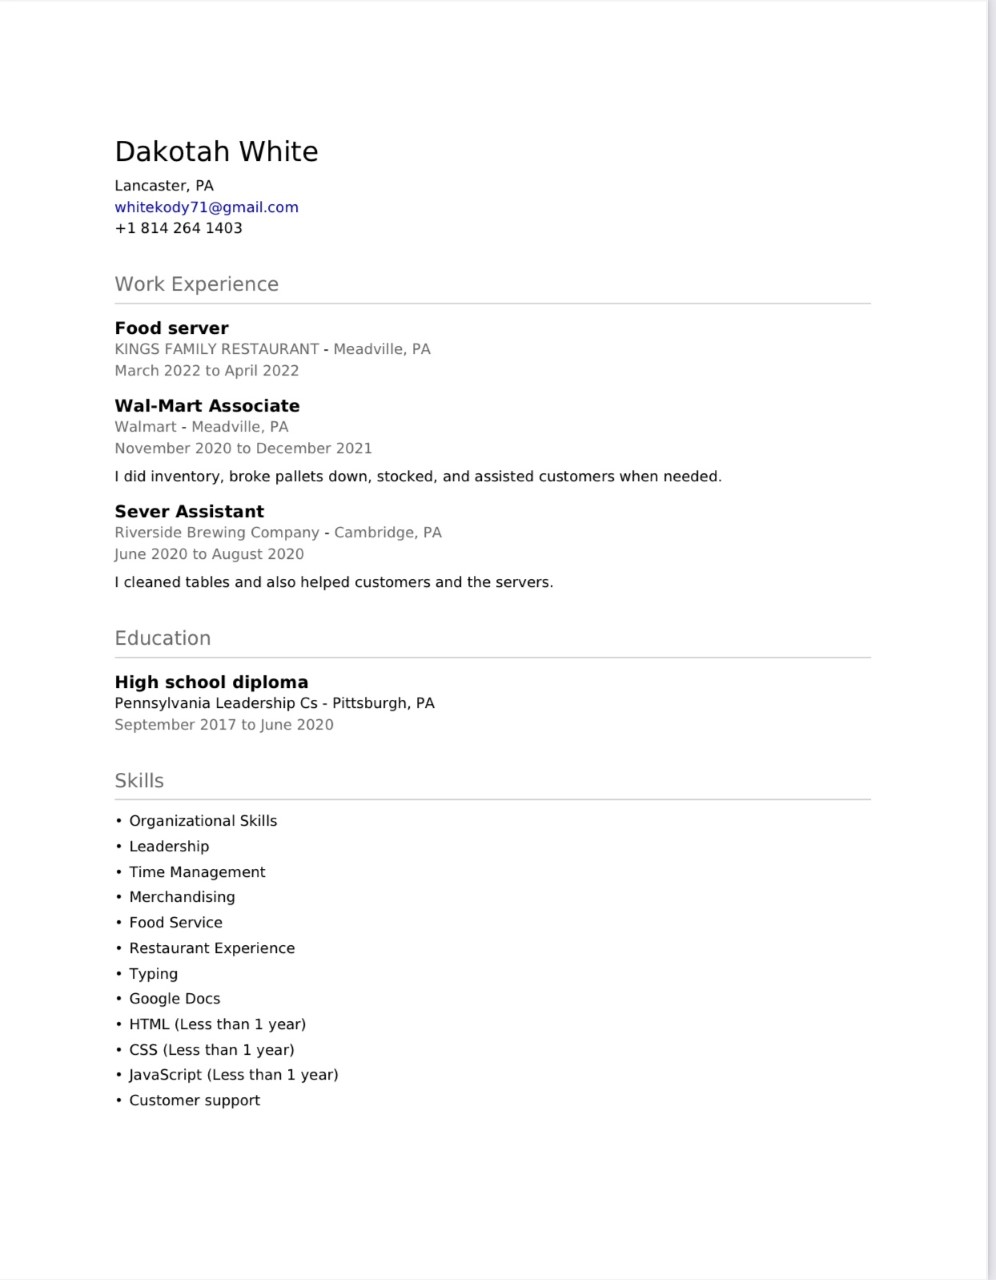 Dakotah White
Lancaster, PA
whitekody71@gmail.com
+1 814 264 1403
Work Experience
Food server
KINGS FAMILY RESTAURANT - Meadville, PA
March 2022 to April 2022
Wal-Mart Associate
Walmart - Meadville, PA
November 2020 to December 2021
I did inventory, broke pallets down, stocked, and assisted customers when needed.
Sever Assistant
Riverside Brewing Company - Cambridge, PA
June 2020 to August 2020
I cleaned tables and also helped customers and the servers.
Education
High school diploma
Pennsylvania Leadership Cs - Pittsburgh, PA
September 2017 to June 2020
Skills
• Organizational Skills
• Leadership
• Time Management
• Merchandising
• Food Service
• Restaurant Experience
• Typing
• Google Docs
• HTML (Less than 1 year)
• CSS (Less than 1 year)
• JavaScript (Less than 1 year)
• Customer support